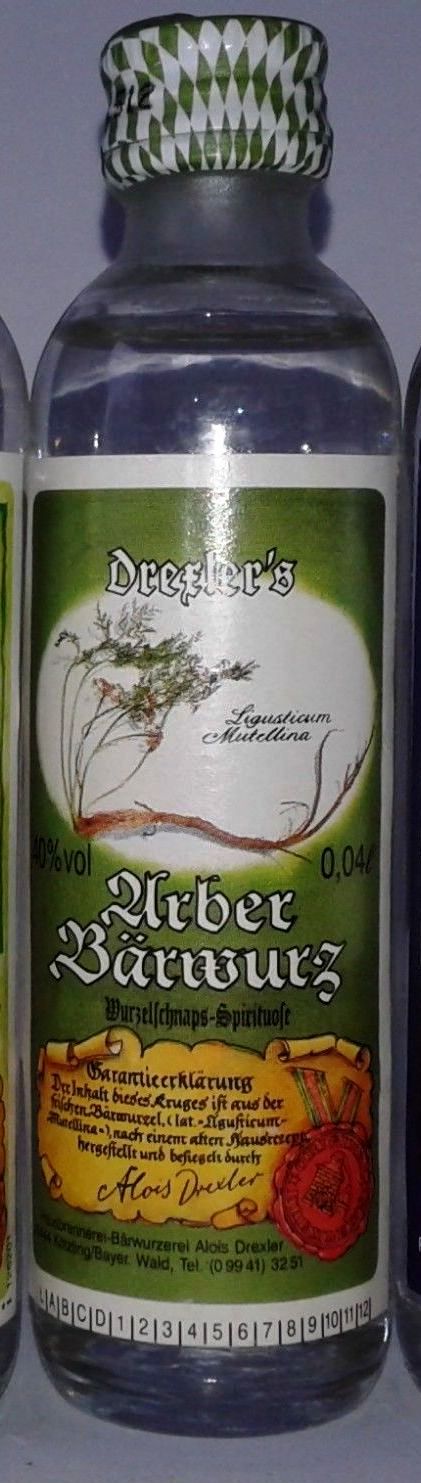 Drexler's
Ligusticum
Mutellina
40%vol
0,04ℓ
Arber
Bärwurz
Wurzelschnaps-Spirituose
Garantieerklärung
Der Inhalt dieses Kruges ist aus der
frischen Bärwurzel, (lat.=Ligusticum-
Mutellina=), nach einem alten Hausrezept
hergestellt und besiegelt durch
Alois Drexler
Bärwurzerei Alois Drexler
Kötzting/Bayer. Wald, Tel. (0 99 41) 32 51
L|A|B|C|D|1|2|3|4|5|6|7|8|9|10|11|12|